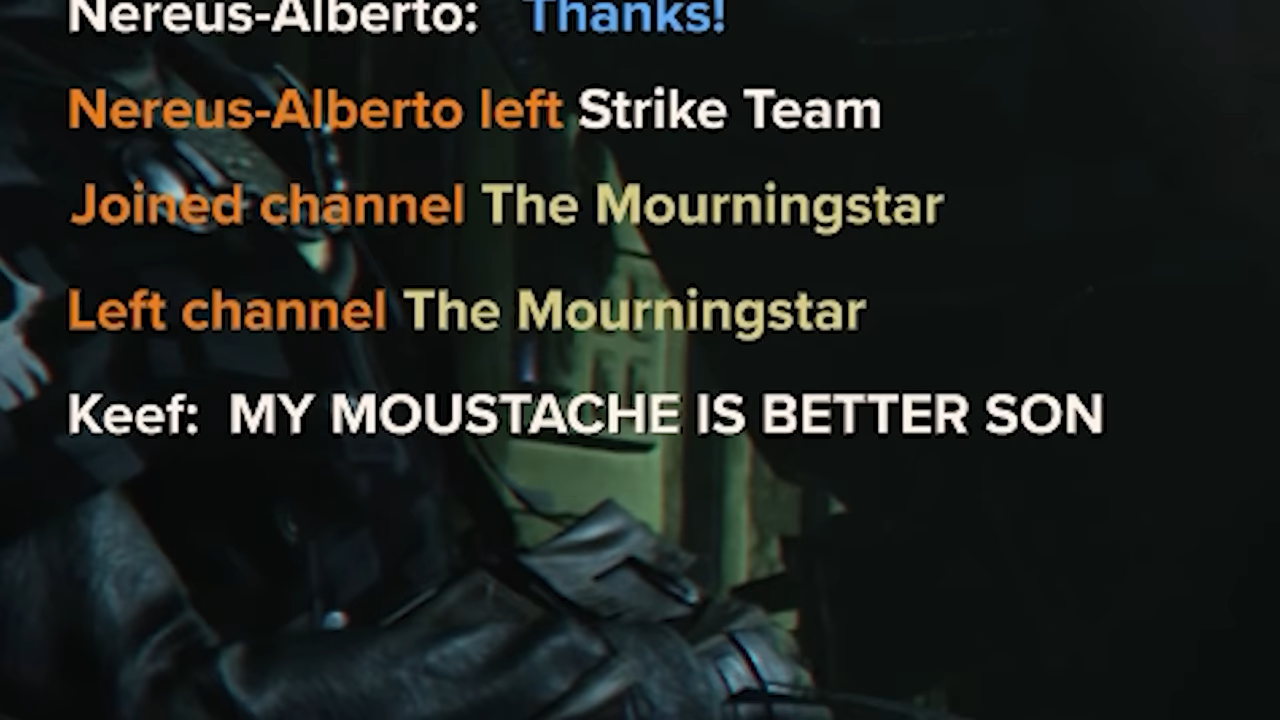 Nereus-Alberto: Thanks!
Nereus-Alberto left Strike Team
Joined channel The Mourningstar
Left channel The Mourningstar
Keef: MY MOUSTACHE IS BETTER SON